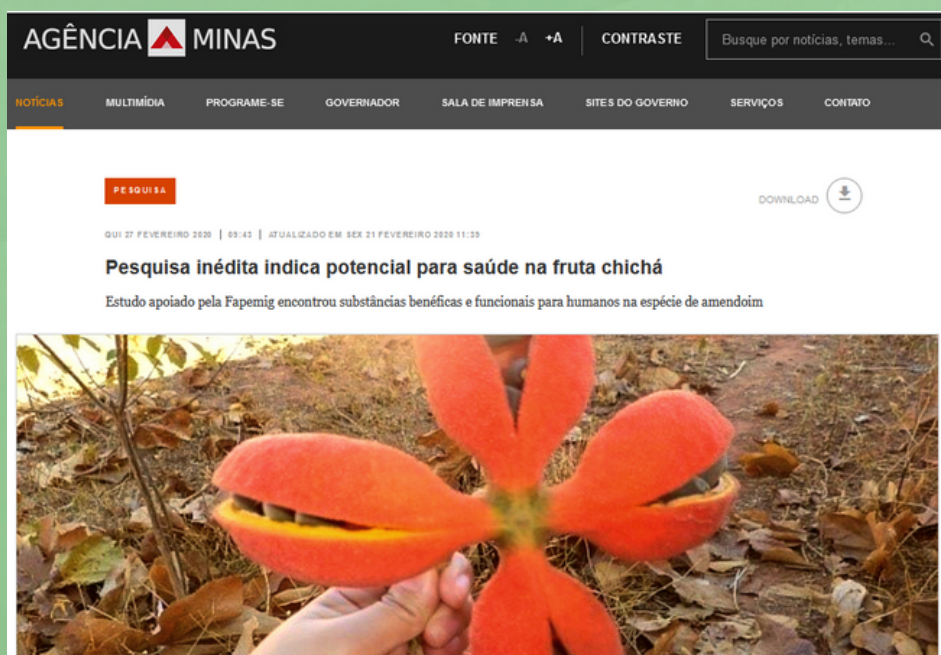 AGÊNCIA MINAS
FONTE -A +A CONTRASTE Busque por notícias, temas...
NOTÍCIAS MULTIMÍDIA PROGRAME-SE GOVERNADOR SALA DE IMPRENSA SITES DO GOVERNO SERVIÇOS CONTATO
PESQUISA
DOWNLOAD
QUI 27 FEVEREIRO 2020 | 09:43 | ATUALIZADO EM SEX 21 FEVEREIRO 2020 11:39
Pesquisa inédita indica potencial para saúde na fruta chichá
Estudo apoiado pela Fapemig encontrou substâncias benéficas e funcionais para humanos na espécie de amendoim